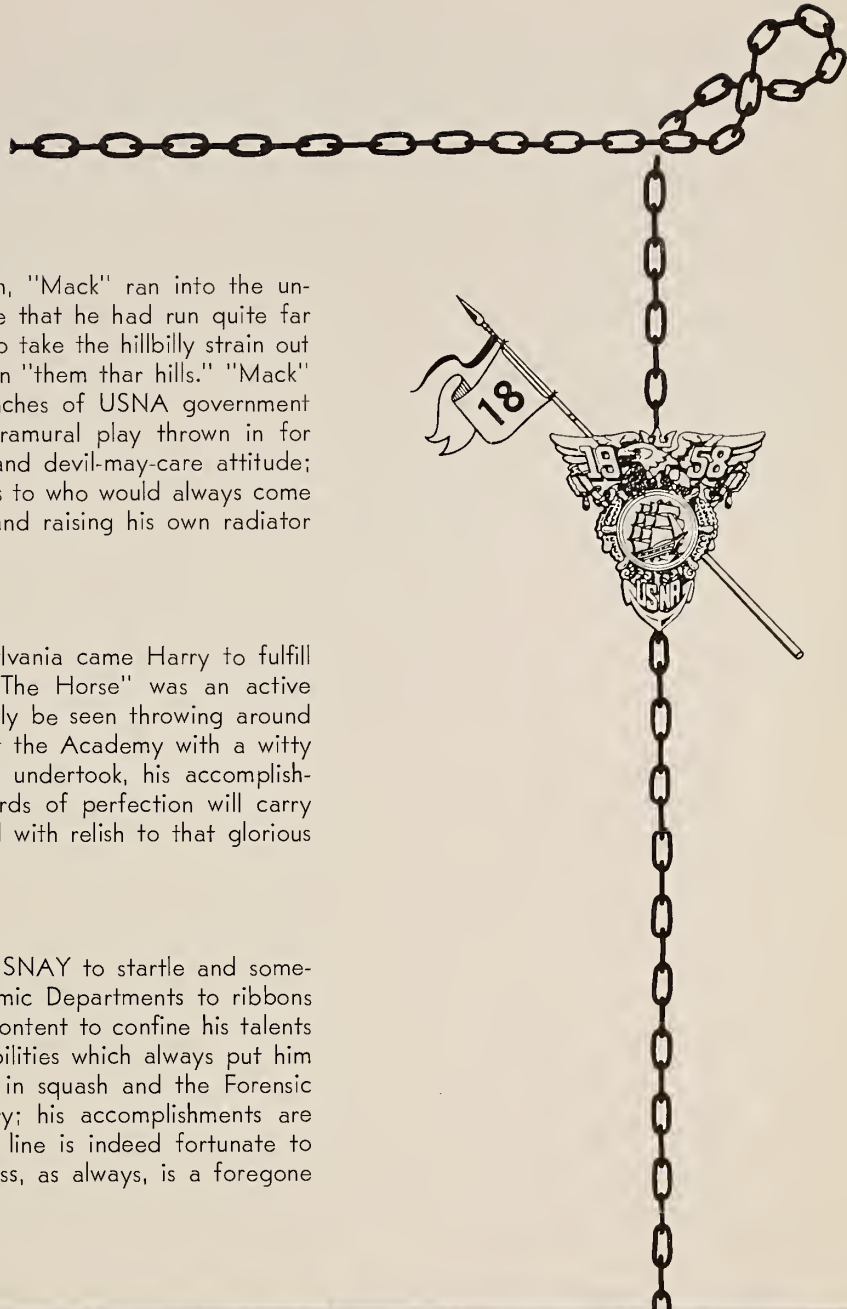 n, "Mack" ran into the un-
e that he had run quite far
o take the hillbilly strain out
n "them thar hills." "Mack"
nches of USNA government
ramural play thrown in for
and devil-may-care attitude;
s to who would always come
and raising his own radiator
18
19 58
USNA
lvania came Harry to fulfill
The Horse" was an active
ly be seen throwing around
t the Academy with a witty
undertook, his accomplish-
rds of perfection will carry
d with relish to that glorious
SNAY to startle and some-
mic Departments to ribbons
ontent to confine his talents
bilities which always put him
in squash and the Forensic
ry; his accomplishments are
line is indeed fortunate to
ss, as always, is a foregone